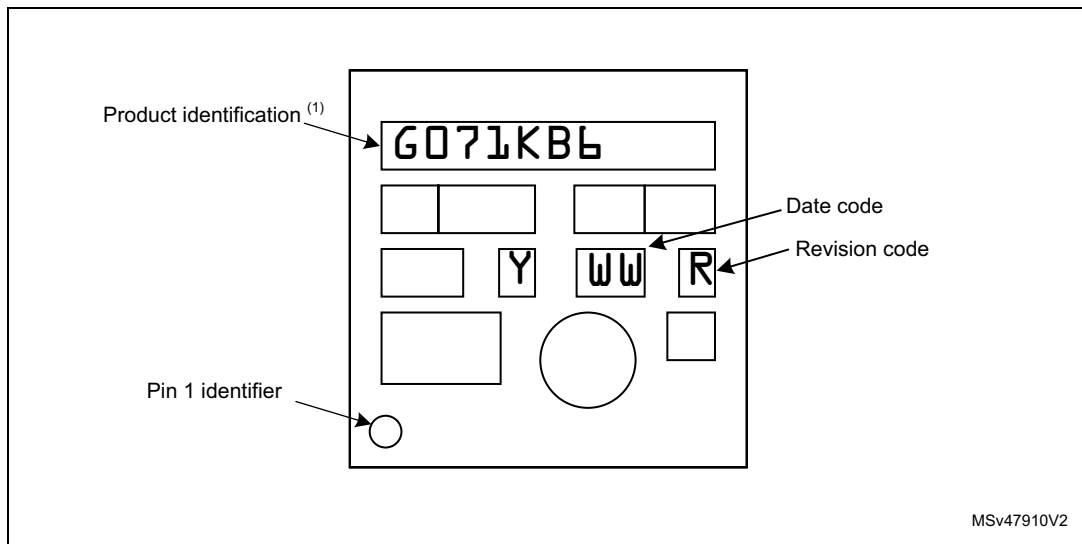 Product identification (1)
G071KB6
Date code
Y WW R
Revision code
Pin 1 identifier
MSv47910V2